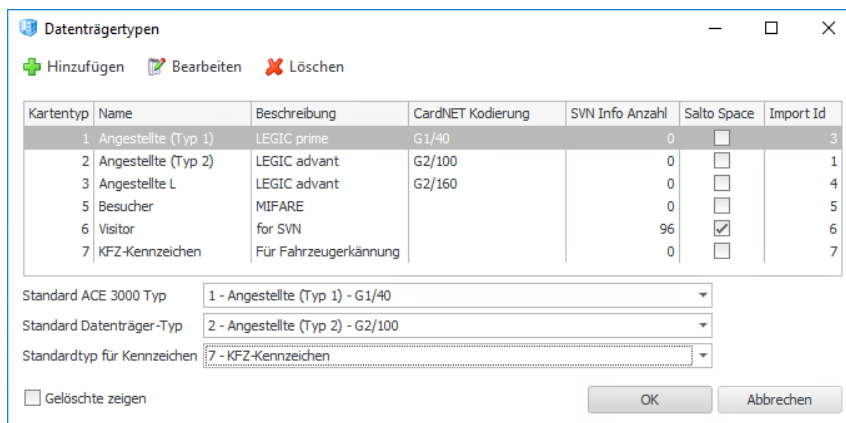 Datenträgertypen
Hinzufügen Bearbeiten Löschen
Kartentyp Name Beschreibung CardNET Kodierung SVN Info Anzahl Salto Space Import Id
1 Angestellte (Typ 1) LEGIC prime G1/40 0 3
2 Angestellte (Typ 2) LEGIC advant G2/100 0 1
3 Angestellte L LEGIC advant G2/160 0 4
5 Besucher MIFARE 0 5
6 Visitor for SVN 96 6
7 KFZ-Kennzeichen Für Fahrzeugerkännung 0 7
Standard ACE 3000 Typ 1 - Angestellte (Typ 1) - G1/40
Standard Datenträger-Typ 2 - Angestellte (Typ 2) - G2/100
Standardtyp für Kennzeichen 7 - KFZ-Kennzeichen
Gelöschte zeigen OK Abbrechen